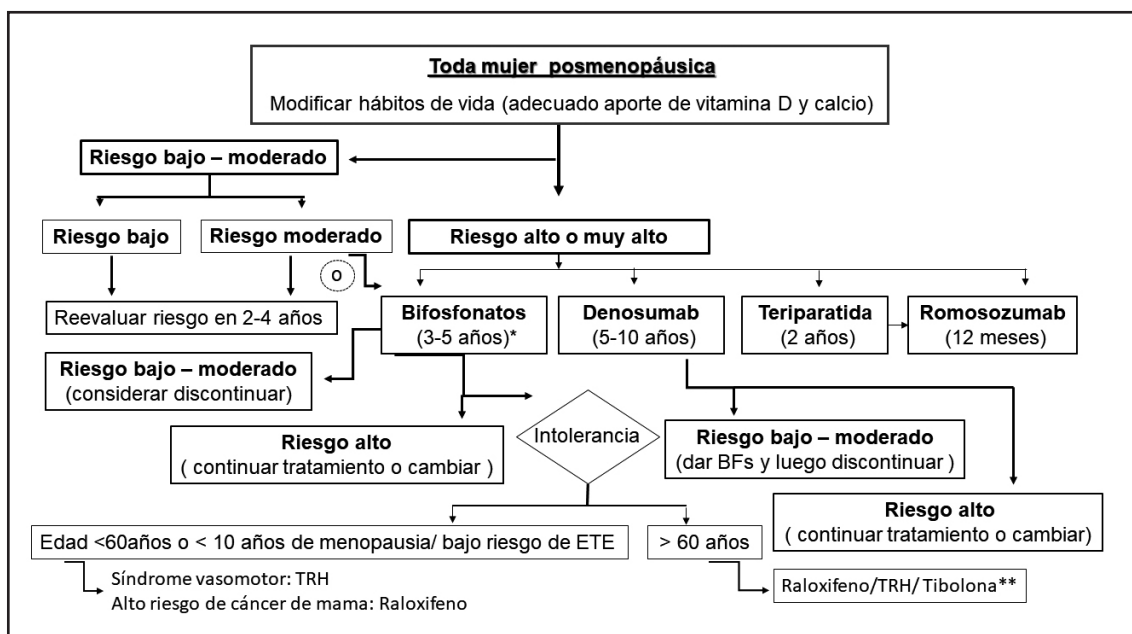 Toda mujer posmenopáusica
Modificar hábitos de vida (adecuado aporte de vitamina D y calcio)
Riesgo bajo – moderado
Riesgo bajo
Riesgo moderado
Riesgo alto o muy alto
o
Reevaluar riesgo en 2-4 años
Bifosfonatos
(3-5 años)*
Denosumab
(5-10 años)
Teriparatida
(2 años)
Romosozumab
(12 meses)
Riesgo bajo – moderado
(considerar discontinuar)
Riesgo alto
( continuar tratamiento o cambiar )
Intolerancia
Riesgo bajo – moderado
(dar BFs y luego discontinuar )
Riesgo alto
( continuar tratamiento o cambiar)
Edad <60años o < 10 años de menopausia/ bajo riesgo de ETE
> 60 años
Síndrome vasomotor: TRH
Alto riesgo de cáncer de mama: Raloxifeno
Raloxifeno/TRH/ Tibolona**